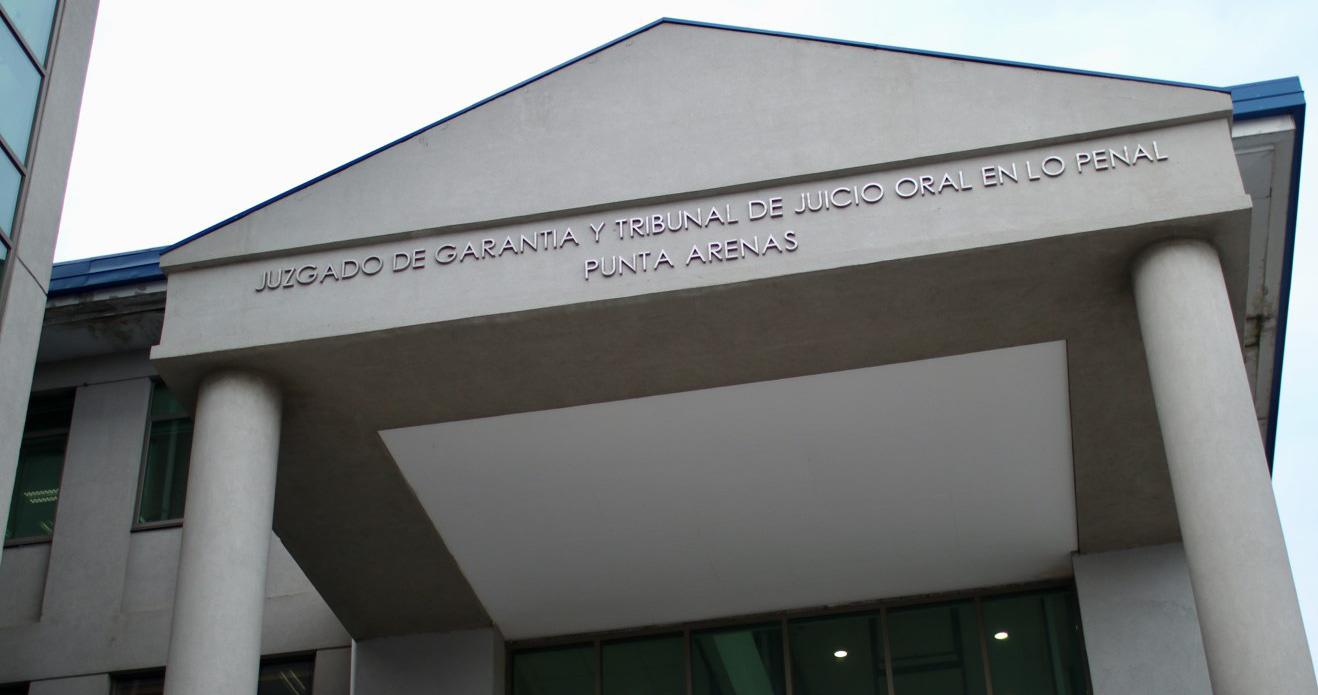 JUZGADO DE GARANTIA Y TRIBUNAL DE JUICIO ORAL EN LO PENAL
PUNTA ARENAS